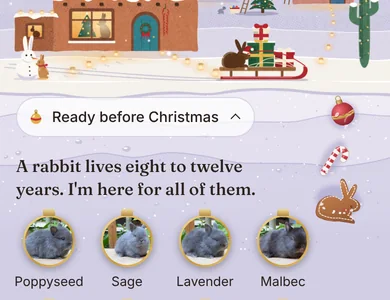 Ready before Christmas
A rabbit lives eight to twelve
years. I'm here for all of them.
Poppyseed
Sage
Lavender
Malbec